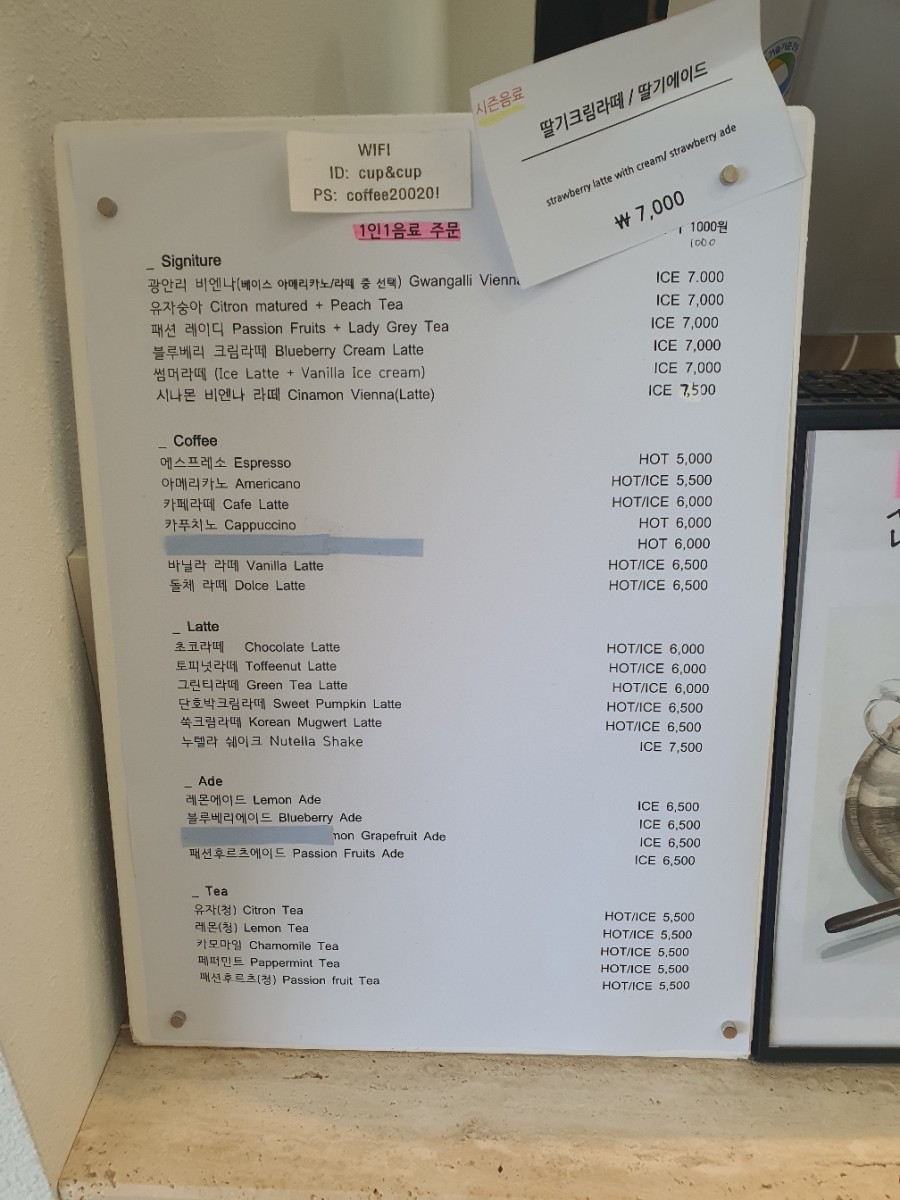 시즌음료
딸기크림라떼 / 딸기에이드
strawberry latte with cream/ strawberry ade
₩ 7,000
WIFI
ID: cup&cup
PS: coffee20020!
1인1음료 주문
1000원
1000
_ Signiture
광안리 비엔나(베이스 아메리카노/라떼 중 선택) Gwangalli ICE 7.000
유자숭아 Citron matured + Peach Tea ICE 7,000
패션 레이디 Passion Fruits + Lady Grey Tea ICE 7,000
블루베리 크림라떼 Blueberry Cream Latte ICE 7,000
썸머라떼 (Ice Latte + Vanilla Ice cream) ICE 7,000
시나몬 비엔나 라떼 Cinamon Vienna(Latte) ICE 7,500
_ Coffee
에스프레소 Espresso HOT 5,000
아메리카노 Americano HOT/ICE 5,500
카페라떼 Cafe Latte HOT/ICE 6,000
카푸치노 Cappuccino HOT 6,000
HOT 6,000
바닐라 라떼 Vanilla Latte HOT/ICE 6,500
돌체 라떼 Dolce Latte HOT/ICE 6,500
_ Latte
초코라떼 Chocolate Latte HOT/ICE 6,000
토피넛라떼 Toffeenut Latte HOT/ICE 6,000
그린티라떼 Green Tea Latte HOT/ICE 6,000
단호박크림라떼 Sweet Pumpkin Latte HOT/ICE 6,500
쑥크림라떼 Korean Mugwert Latte HOT/ICE 6,500
누텔라 쉐이크 Nutella Shake ICE 7,500
_ Ade
레몬에이드 Lemon Ade ICE 6,500
블루베리에이드 Blueberry Ade ICE 6,500
mon Grapefruit Ade ICE 6,500
패션후르츠에이드 Passion Fruits Ade ICE 6,500
_ Tea
유자(청) Citron Tea HOT/ICE 5,500
레몬(청) Lemon Tea HOT/ICE 5,500
카모마일 Chamomile Tea HOT/ICE 5,500
페퍼민트 Pappermint Tea HOT/ICE 5,500
패션후르츠(청) Passion fruit Tea HOT/ICE 5,500